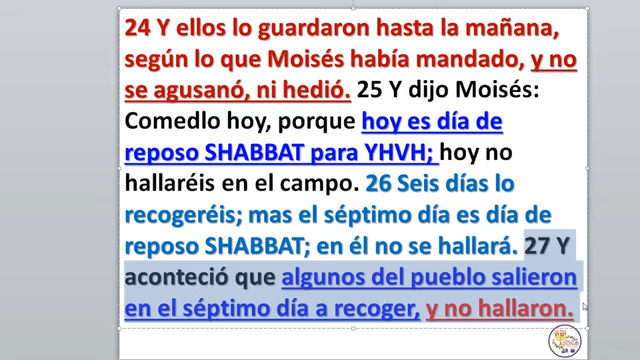 24 Y ellos lo guardaron hasta la mañana,
según lo que Moisés había mandado, y no
se agusanó, ni hedió. 25 Y dijo Moisés:
Comedlo hoy, porque hoy es día de
reposo SHABBAT para YHVH; hoy no
hallaréis en el campo. 26 Seis días lo
recogeréis; mas el séptimo día es día de
reposo SHABBAT; en él no se hallará. 27 Y
aconteció que algunos del pueblo salieron
en el séptimo día a recoger, y no hallaron.